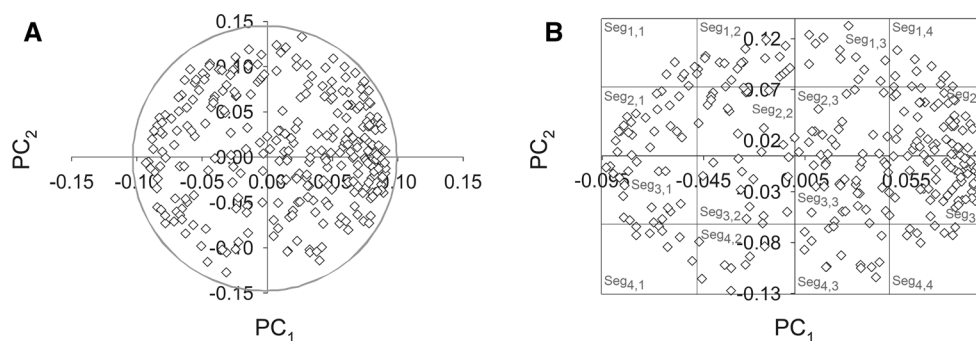 A
0.15
0.10
0.05
0.00
-0.15 -0.10 -0.05 0.00 0.05 0.10 0.15
-0.05
-0.15
PC2
PC1
B
Seg1,1 Seg1,2 Seg1,3 Seg1,4
0.12
0.07
Seg2,1 Seg2,2 Seg2,3 Seg2
0.02
-0.095 -0.045 0.005 0.055
-0.03
Seg3,1 Seg3,2 Seg3,3 Seg3
Seg4,2
-0.08
-0.13
Seg4,1 Seg4,3 Seg4,4
PC2
PC1